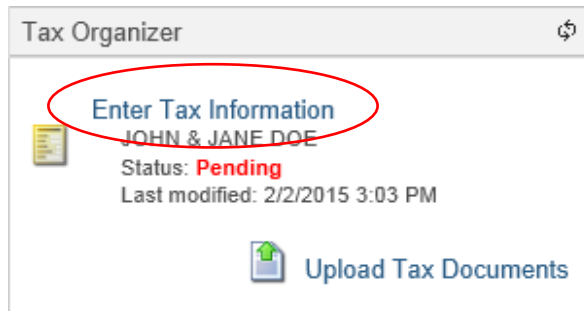 Tax Organizer
Enter Tax Information
JOHN & JANE DOE
Status: Pending
Last modified: 2/2/2015 3:03 PM
Upload Tax Documents